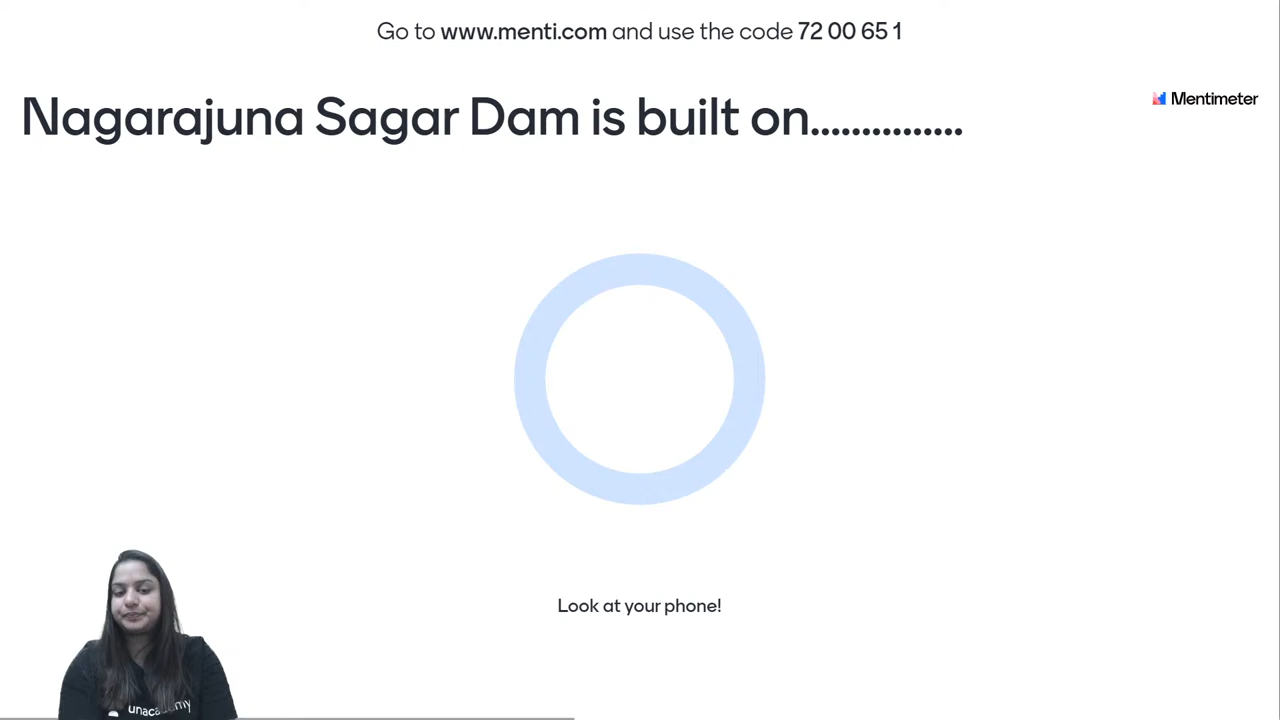 Go to www.menti.com and use the code 72 00 65 1
Mentimeter
Nagarajuna Sagar Dam is built on...............
Look at your phone!
unacademy